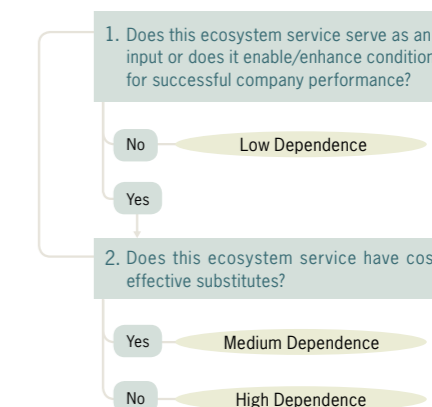 1. Does this ecosystem service serve as an
input or does it enable/enhance condition
for successful company performance?
No
Low Dependence
Yes
2. Does this ecosystem service have cos
effective substitutes?
Yes
Medium Dependence
No
High Dependence